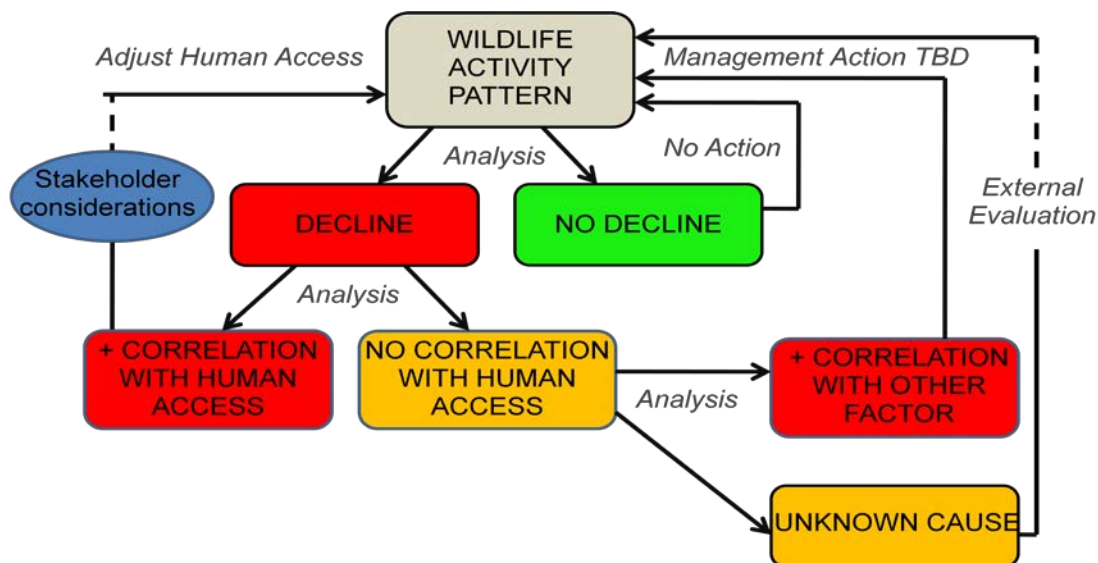 WILDLIFE
ACTIVITY
PATTERN
Adjust Human Access
Management Action TBD
Analysis
No Action
Stakeholder
considerations
External
Evaluation
DECLINE
NO DECLINE
Analysis
+ CORRELATION
WITH HUMAN
ACCESS
NO CORRELATION
WITH HUMAN
ACCESS
Analysis
+ CORRELATION
WITH OTHER
FACTOR
UNKNOWN CAUSE